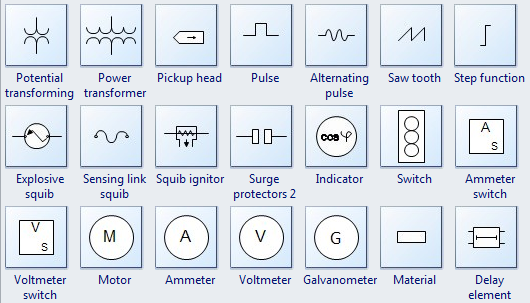 Potential transforming
Power transformer
Pickup head
Pulse
Alternating pulse
Saw tooth
Step function
cos φ
A
S
Explosive squib
Sensing link squib
Squib ignitor
Surge protectors 2
Indicator
Switch
Ammeter switch
V
S
M
A
V
G
Voltmeter switch
Motor
Ammeter
Voltmeter
Galvanometer
Material
Delay element